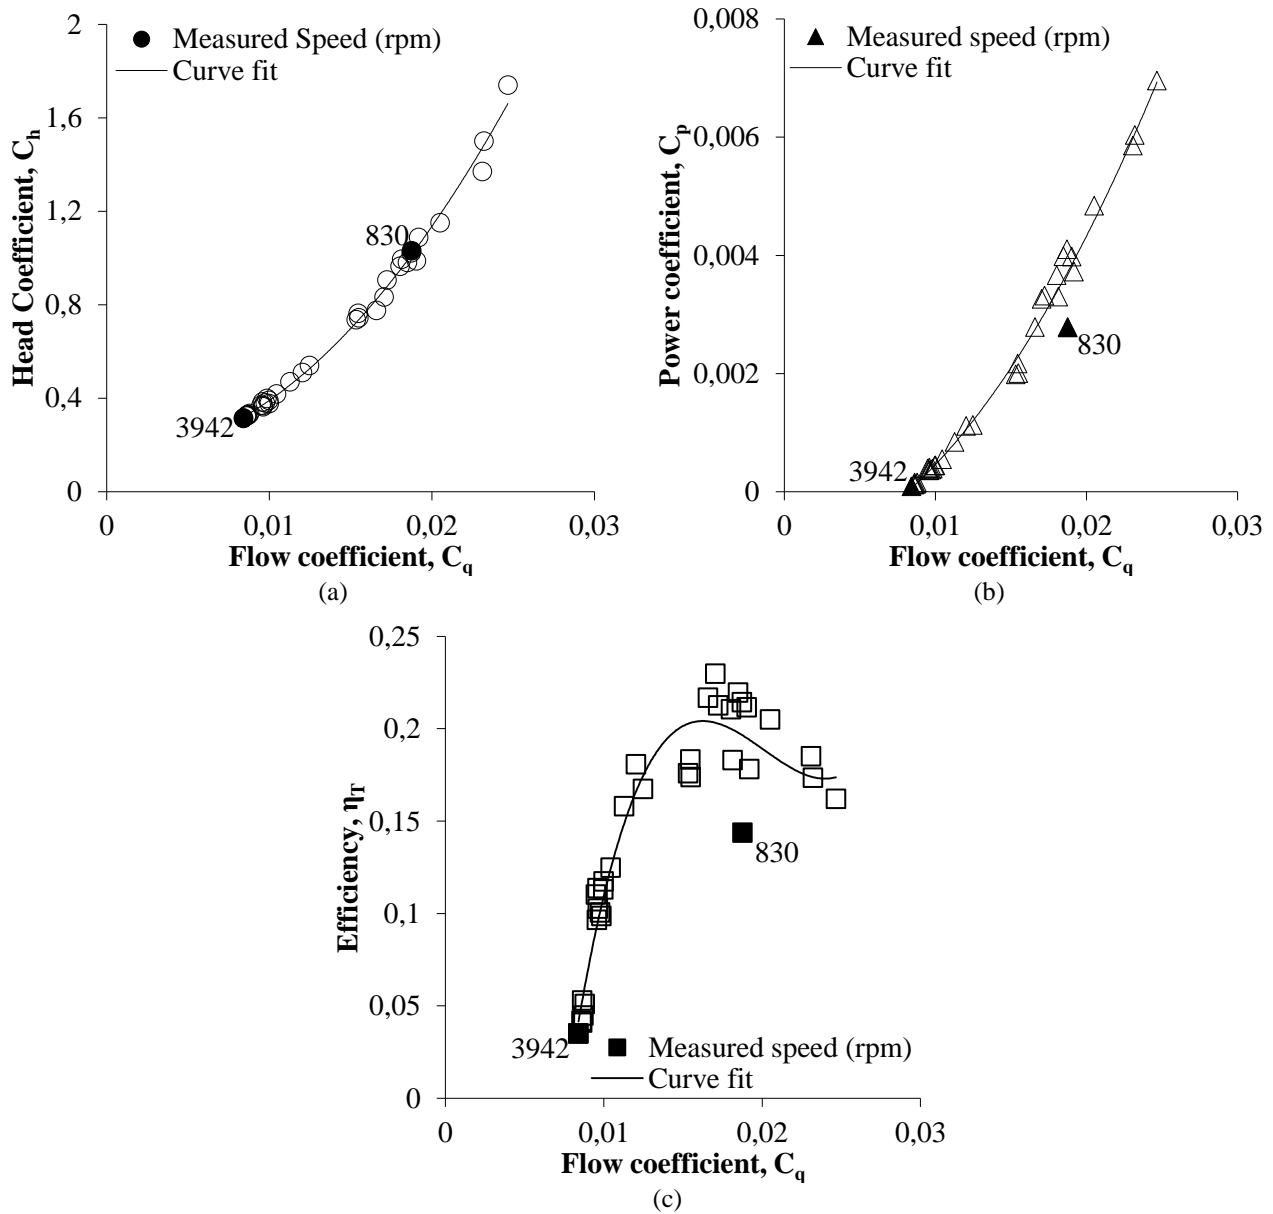 2
1,6
1,2
0,8
0,4
0
0 0,01 0,02 0,03
Head Coefficient, Ch
Flow coefficient, Cq
Measured Speed (rpm)
Curve fit
830
3942
(a)
0,008
0,006
0,004
0,002
0
0 0,01 0,02 0,03
Power coefficient, Cp
Flow coefficient, Cq
Measured speed (rpm)
Curve fit
830
3942
(b)
0,25
0,2
0,15
0,1
0,05
0
0 0,01 0,02 0,03
Efficiency, ηT
Flow coefficient, Cq
830
3942
Measured speed (rpm)
Curve fit
(c)